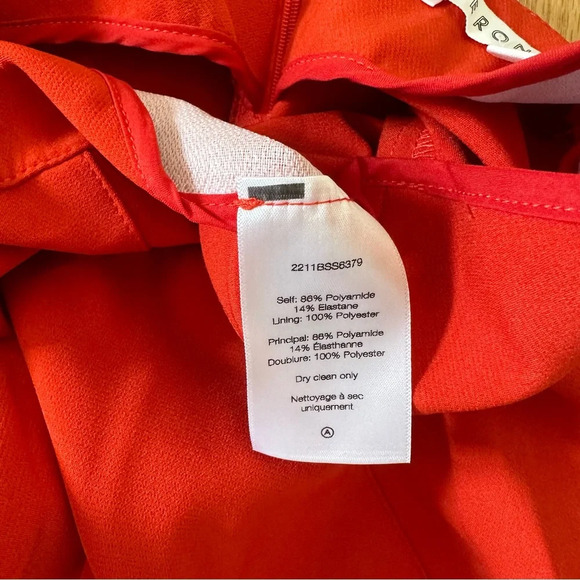 RON
2211BSS6379
Self: 86% Polyamide
14% Elastane
Lining: 100% Polyester
Principal: 86% Polyamide
14% Élasthanne
Doublure: 100% Polyester
Dry clean only
Nettoyage à sec
uniquement
A